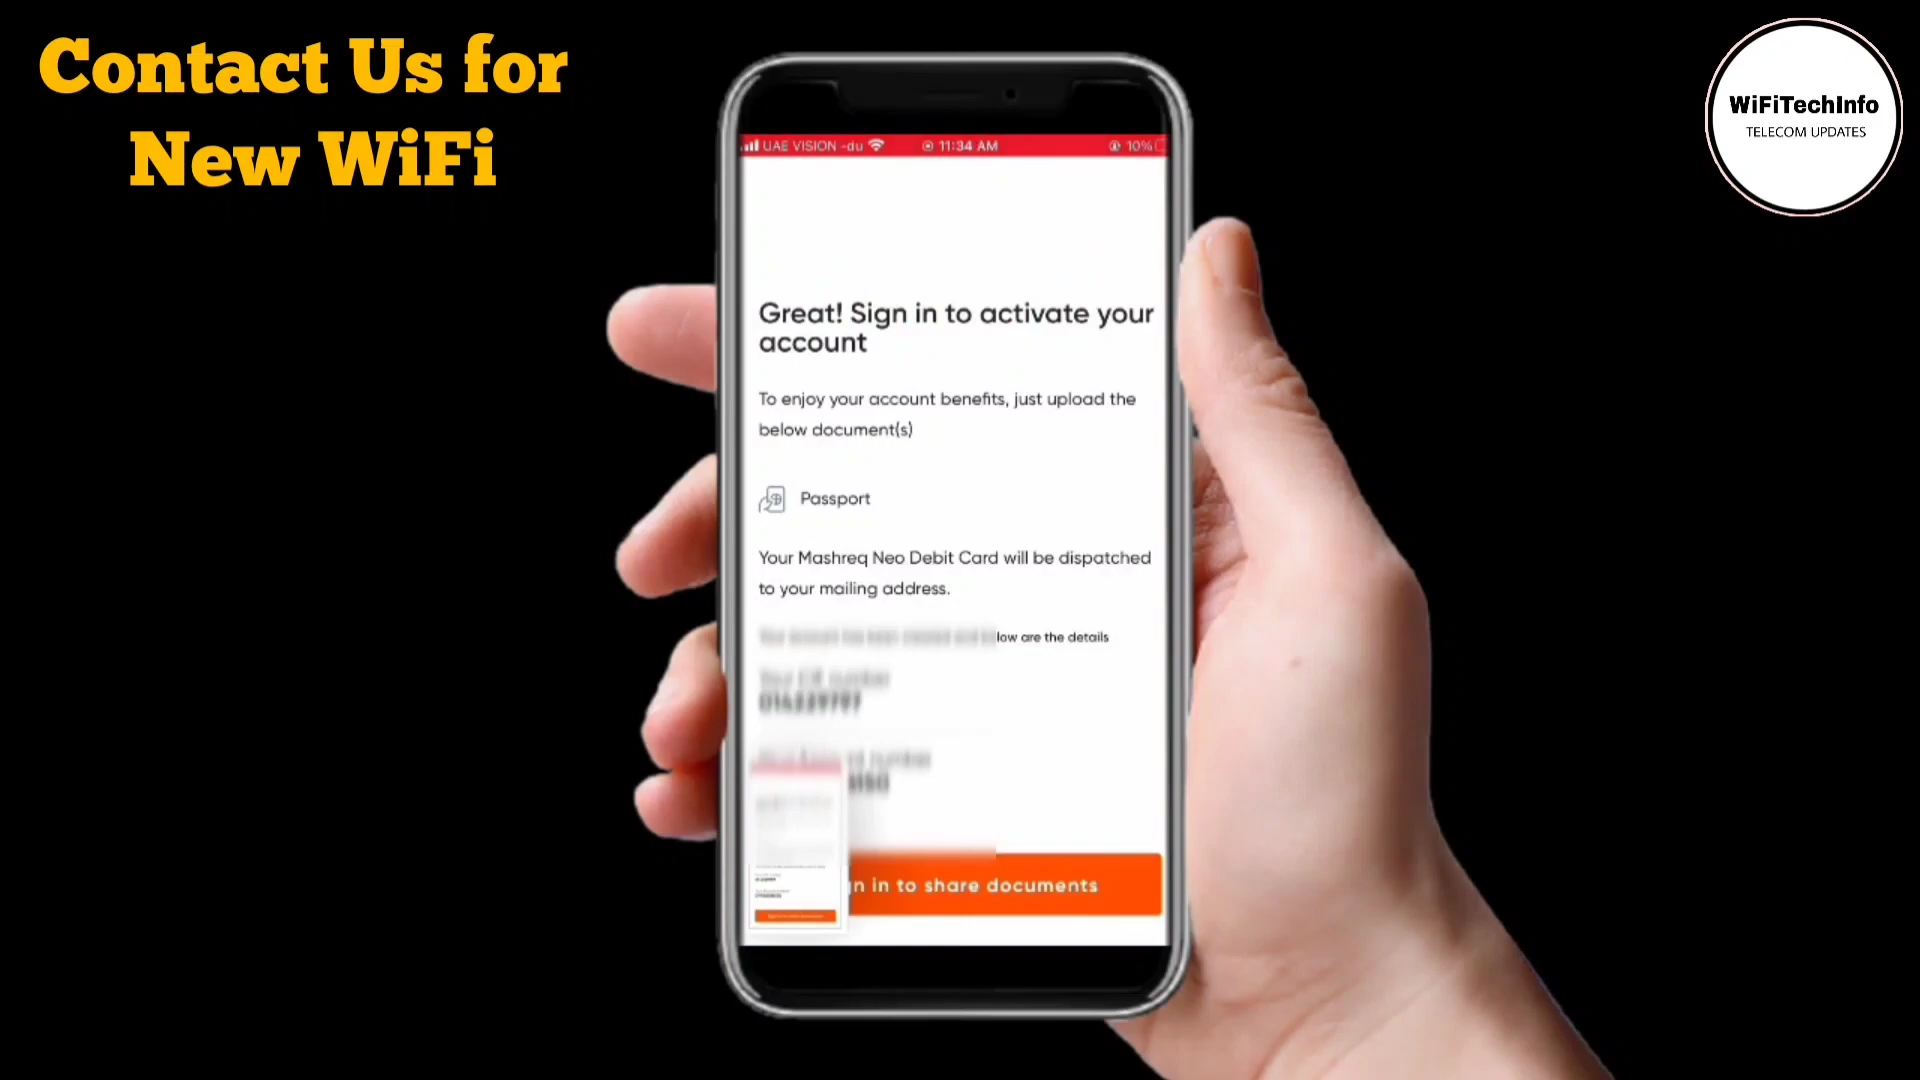 Contact Us for
New WiFi
WiFiTechInfo
TELECOM UPDATES
UAE VISION -du
11:34 AM
10%
Great! Sign in to activate your
account
To enjoy your account benefits, just upload the
below document(s)
Passport
Your Mashreq Neo Debit Card will be dispatched
to your mailing address.
low are the details
n in to share documents